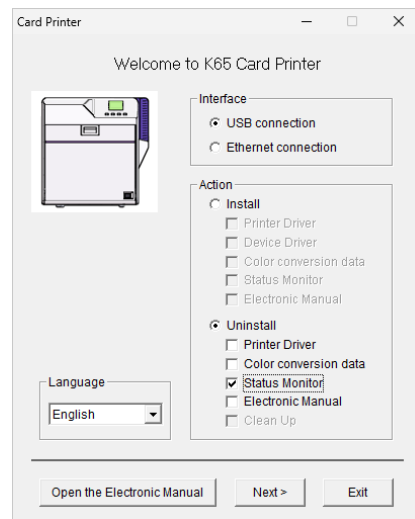 Card Printer
Welcome to K65 Card Printer
Interface
USB connection
Ethernet connection
Action
Install
Printer Driver
Device Driver
Color conversion data
Status Monitor
Electronic Manual
Uninstall
Printer Driver
Color conversion data
Status Monitor
Electronic Manual
Clean Up
Language
English
Open the Electronic Manual
Next >
Exit